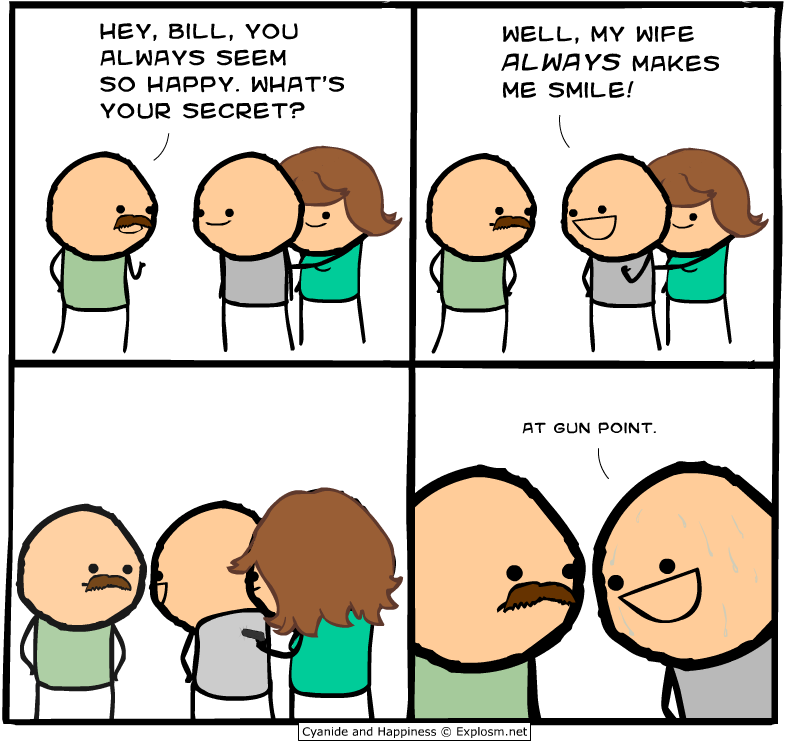 HEY, BILL, YOU
ALWAYS SEEM
SO HAPPY. WHAT'S
YOUR SECRET?
WELL, MY WIFE
ALWAYS MAKES
ME SMILE!
AT GUN POINT.
Cyanide and Happiness © Explosm.net